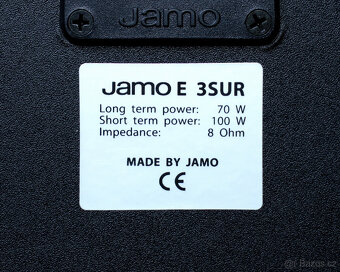 Jamo
Jamo E 3SUR
Long term power: 70 W
Short term power: 100 W
Impedance: 8 Ohm
MADE BY JAMO
CE
Bazos.cz